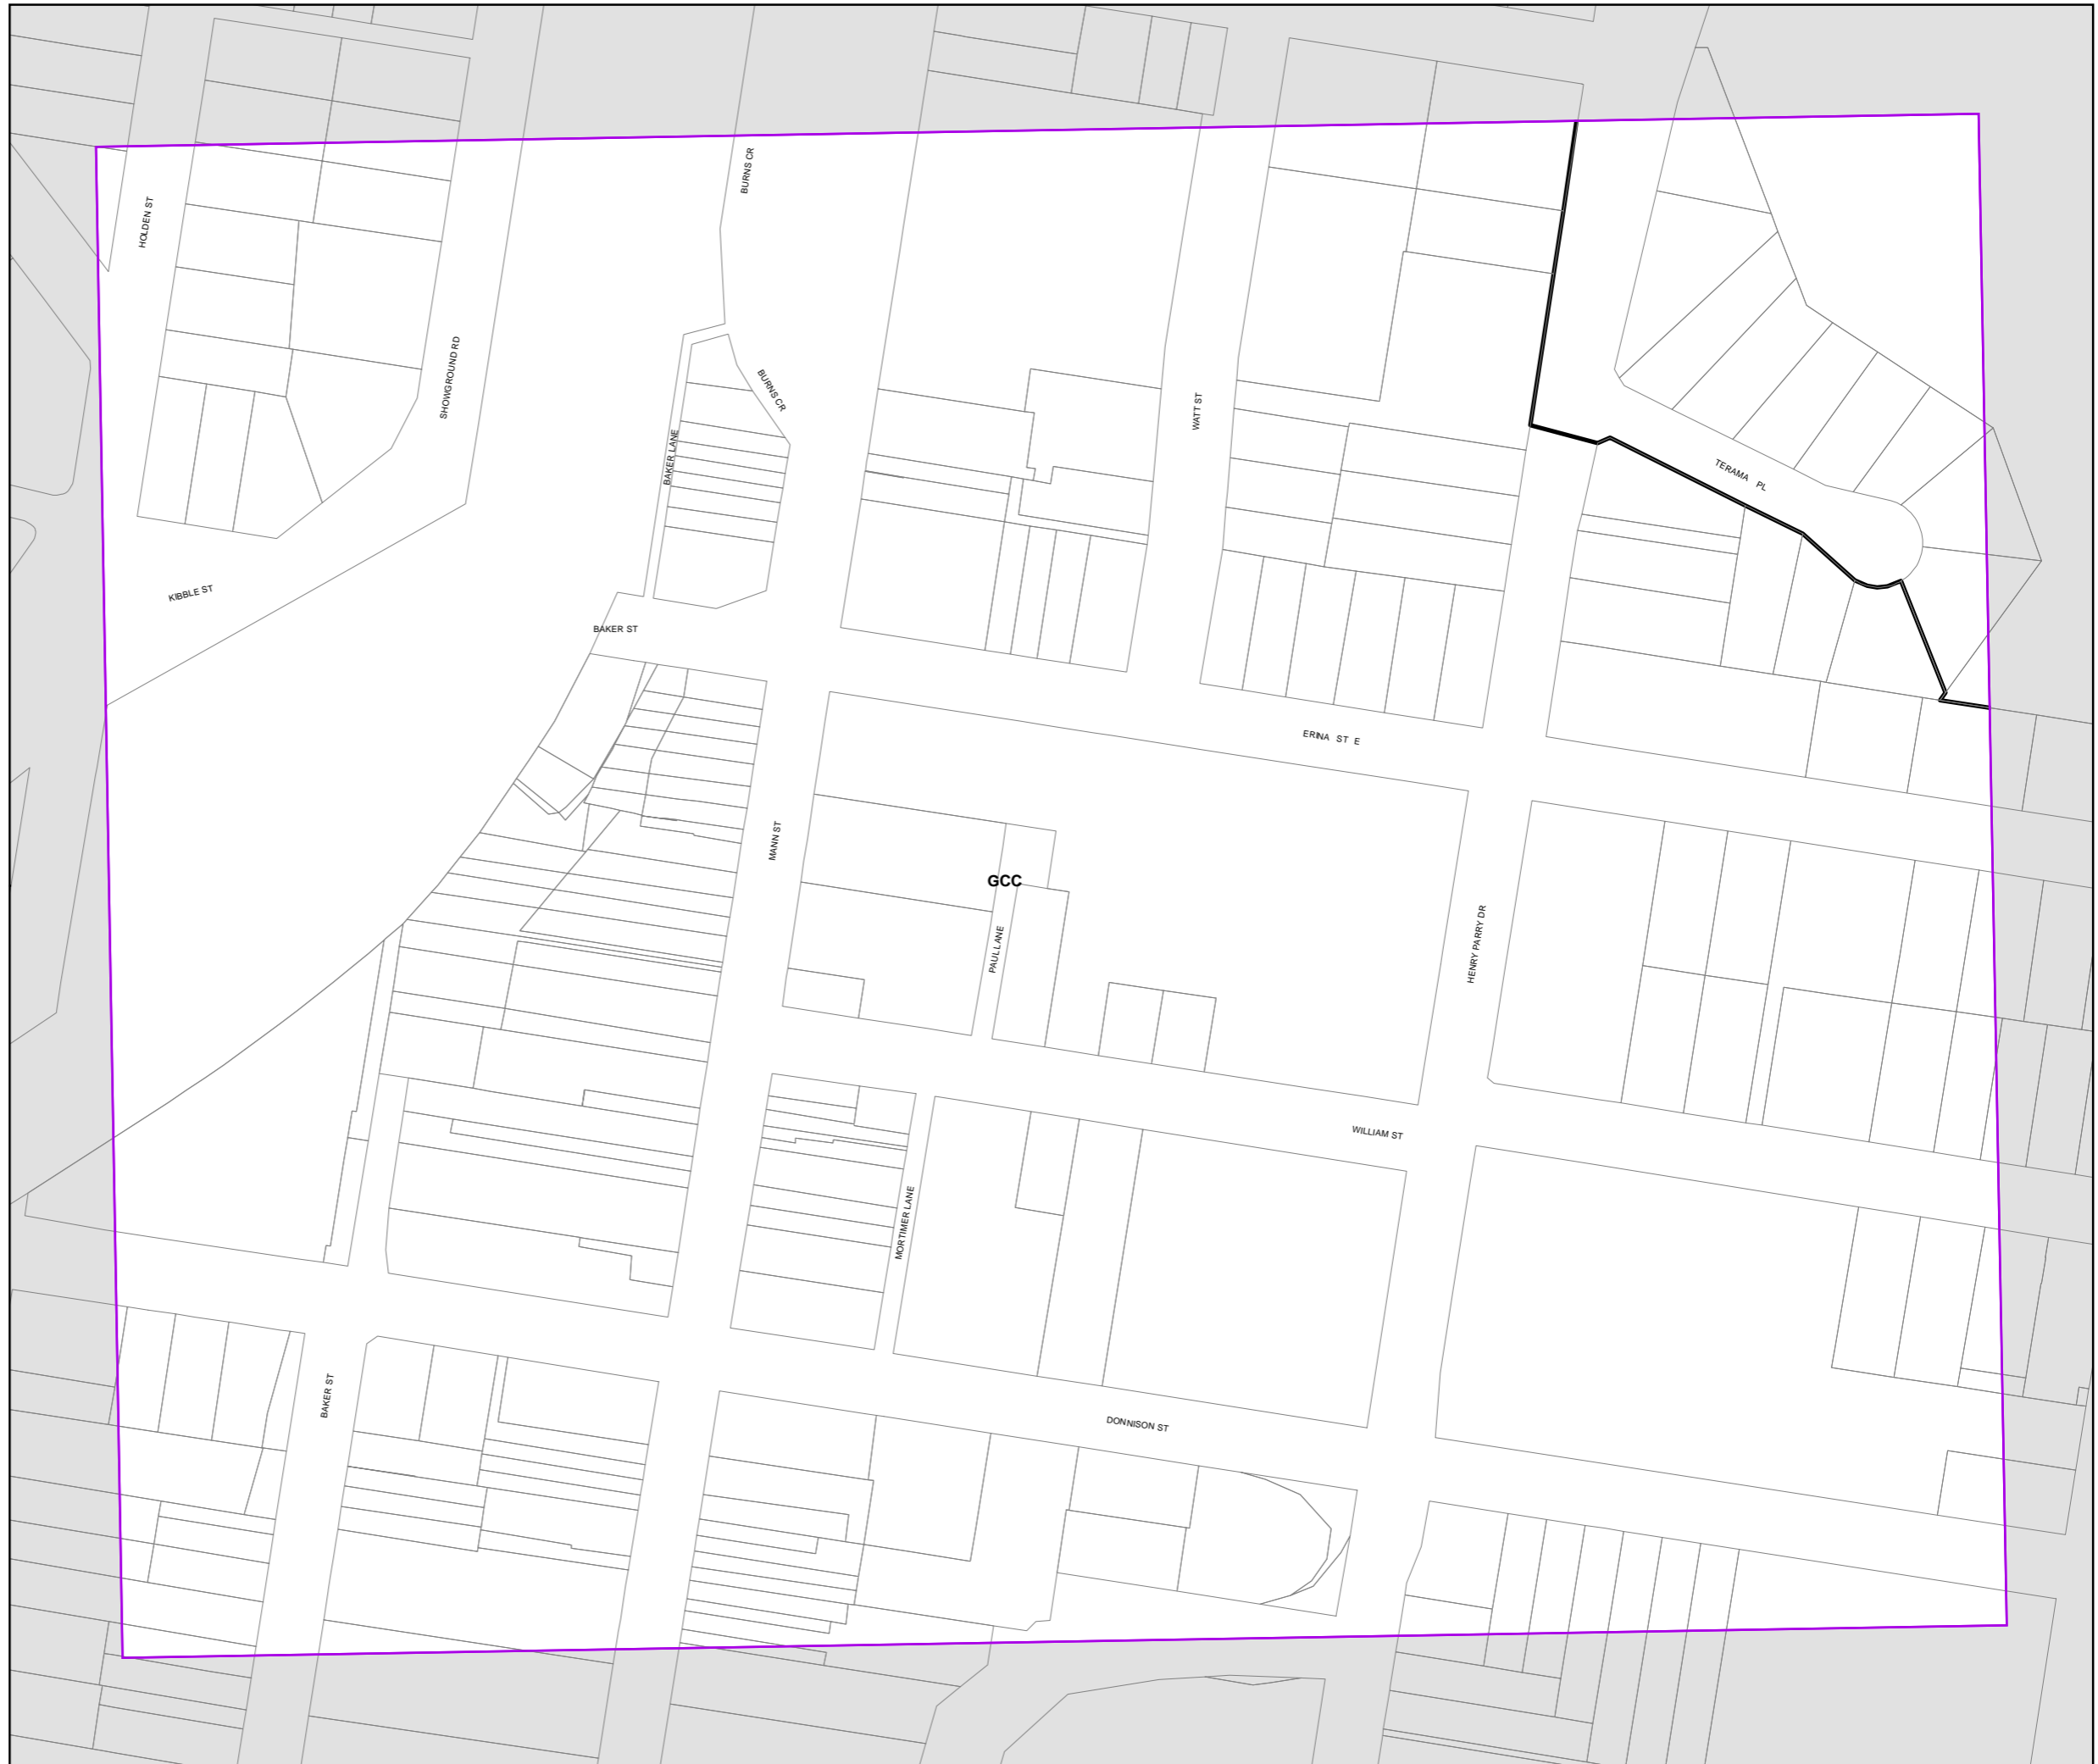 BURNS CR
HOLDEN ST
SHOWGROUND RD
BURNS CR
WATT ST
BAKER LANE
TERAMA PL
KIBBLE ST
BAKER ST
ERINA ST E
MANN ST
GCC
PAUL LANE
HENRY PARRY DR
WILLIAM ST
MORTIMER LANE
BAKER ST
DONNISON ST